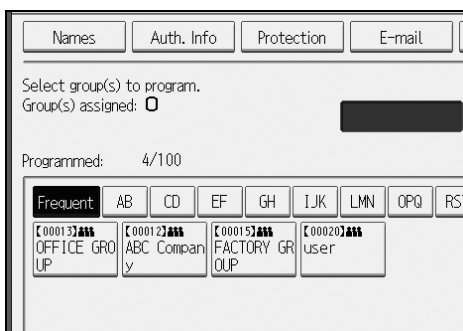 Names Auth. Info Protection E-mail
Select group(s) to program.
Group(s) assigned: 0
Programmed: 4/100
Frequent AB CD EF GH IJK LMN OPQ RS
【00013】 【00012】 【00015】 【00020】
OFFICE GRO ABC Compan FACTORY GR user
UP y OUP